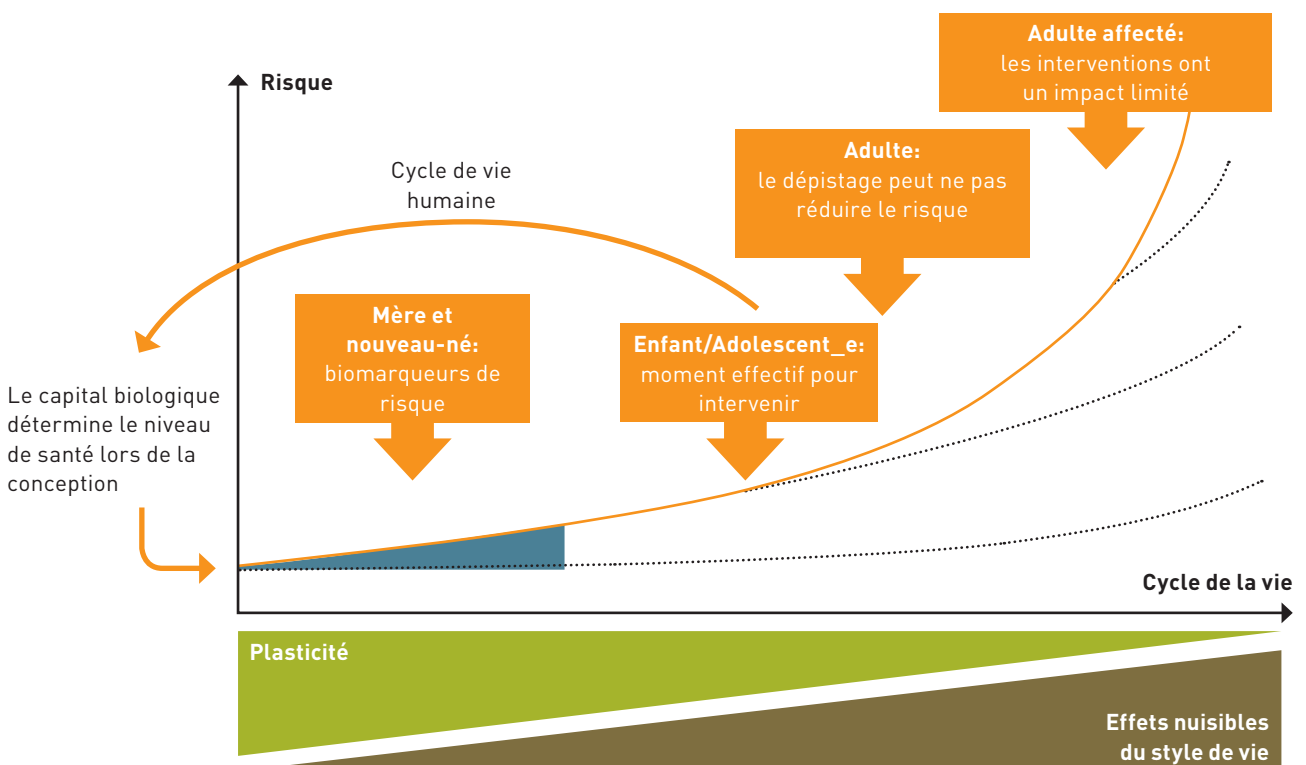 Adulte affecté:
les interventions ont
un impact limité
Risque
Adulte:
le dépistage peut ne pas
réduire le risque
Cycle de vie
humaine
Mère et
nouveau-né:
biomarqueurs de
risque
Enfant/Adolescent_e:
moment effectif pour
intervenir
Le capital biologique
détermine le niveau
de santé lors de la
conception
Cycle de la vie
Plasticité
Effets nuisibles
du style de vie